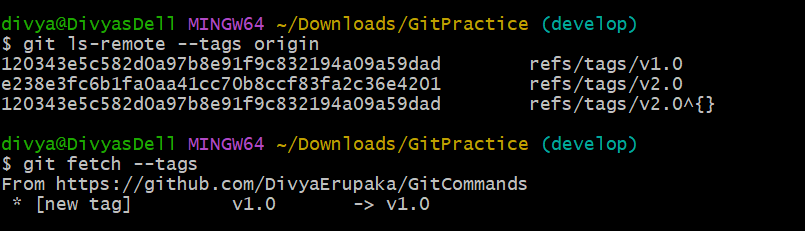 divya@DivyasDell MINGW64 ~/Downloads/GitPractice (develop)
$ git ls-remote --tags origin
120343e5c582d0a97b8e91f9c832194a09a59dad        refs/tags/v1.0
e238e3fc6b1fa0aa41cc70b8ccf83fa2c36e4201        refs/tags/v2.0
120343e5c582d0a97b8e91f9c832194a09a59dad        refs/tags/v2.0^{}
divya@DivyasDell MINGW64 ~/Downloads/GitPractice (develop)
$ git fetch --tags
From https://github.com/DivyaErupaka/GitCommands
 * [new tag]         v1.0       -> v1.0